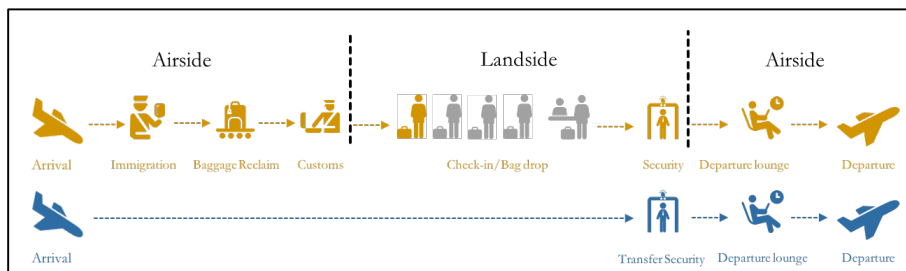 Airside Landside Airside
Arrival Immigration Baggage Reclaim Customs Check-in/Bag drop Security Departure lounge Departure
Arrival Transfer Security Departure lounge Departure